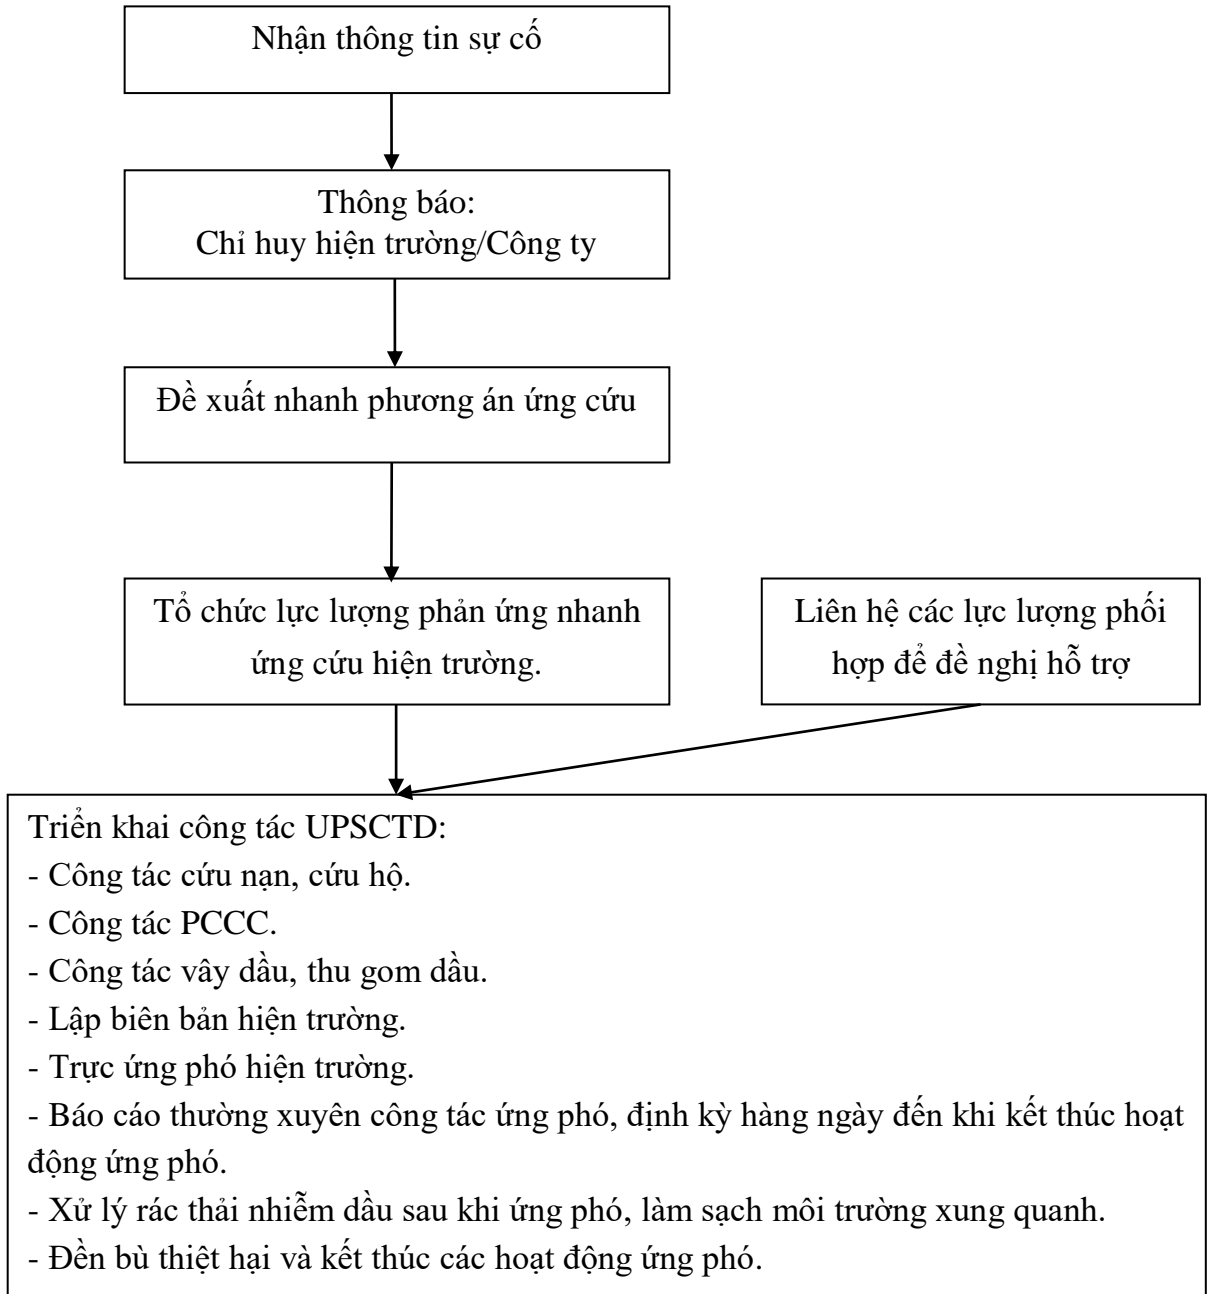 Nhận thông tin sự cố
Thông báo:
Chỉ huy hiện trường/Công ty
Đề xuất nhanh phương án ứng cứu
Tổ chức lực lượng phản ứng nhanh
ứng cứu hiện trường.
Liên hệ các lực lượng phối
hợp để đề nghị hỗ trợ
Triển khai công tác UPSCTD:
- Công tác cứu nạn, cứu hộ.
- Công tác PCCC.
- Công tác vây dầu, thu gom dầu.
- Lập biên bản hiện trường.
- Trực ứng phó hiện trường.
- Báo cáo thường xuyên công tác ứng phó, định kỳ hàng ngày đến khi kết thúc hoạt
động ứng phó.
- Xử lý rác thải nhiễm dầu sau khi ứng phó, làm sạch môi trường xung quanh.
- Đền bù thiệt hại và kết thúc các hoạt động ứng phó.